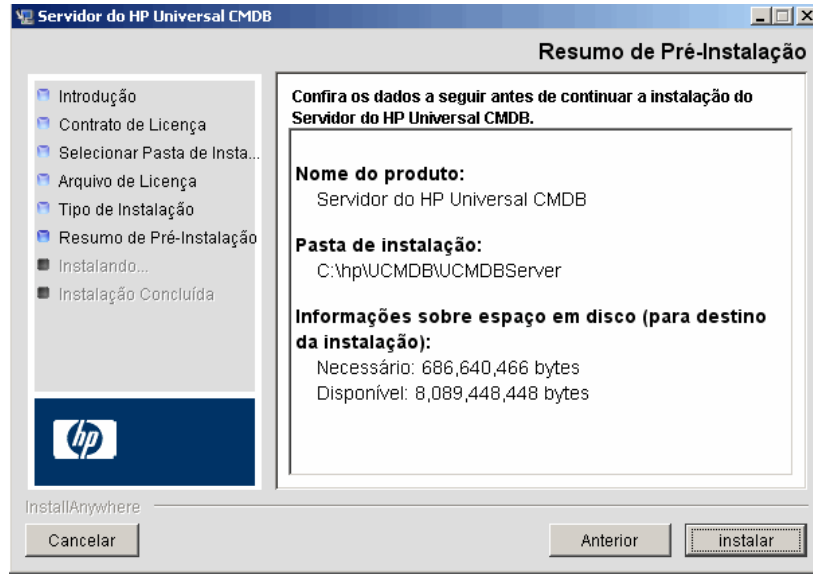 Servidor do HP Universal CMDB
Resumo de Pré-Instalação
Introdução
Contrato de Licença
Selecionar Pasta de Insta...
Arquivo de Licença
Tipo de Instalação
Resumo de Pré-Instalação
Instalando...
Instalação Concluída
hp
Confira os dados a seguir antes de continuar a instalação do
Servidor do HP Universal CMDB.
Nome do produto:
Servidor do HP Universal CMDB
Pasta de instalação:
C:\hp\UCMDB\UCMDBServer
Informações sobre espaço em disco (para destino
da instalação):
Necessário: 686,640,466 bytes
Disponível: 8,089,448,448 bytes
InstallAnywhere
Cancelar
Anterior
instalar